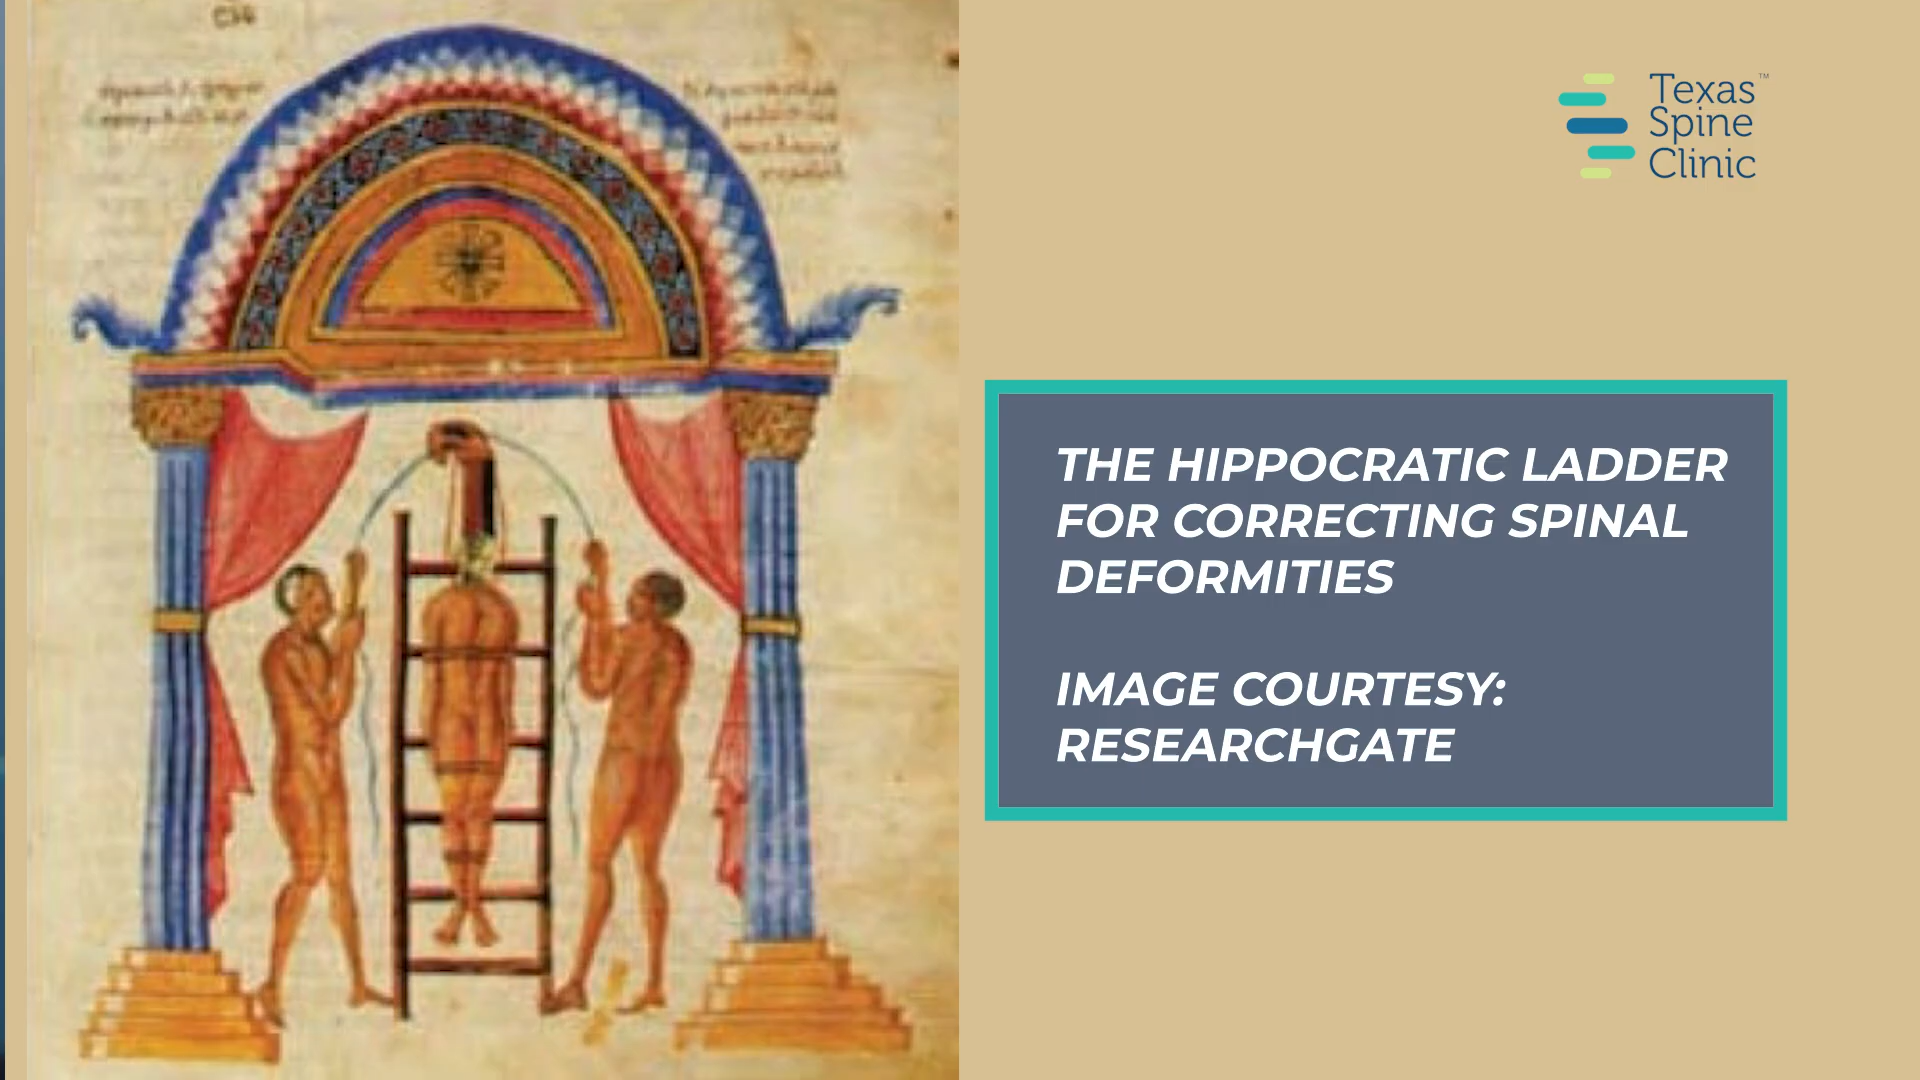 Texas™
Spine
Clinic
THE HIPPOCRATIC LADDER
FOR CORRECTING SPINAL
DEFORMITIES
IMAGE COURTESY:
RESEARCHGATE